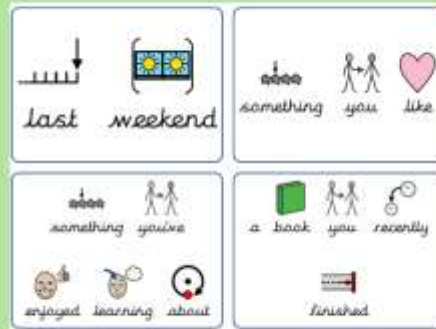 last weekend
something you like
something you've
enjoyed learning about
a book you recently
finished